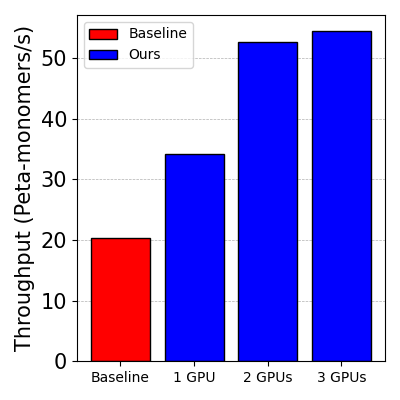 Throughput (Peta-monomers/s)
50
40
30
20
10
0
Baseline
Ours
Baseline
1 GPU
2 GPUs
3 GPUs